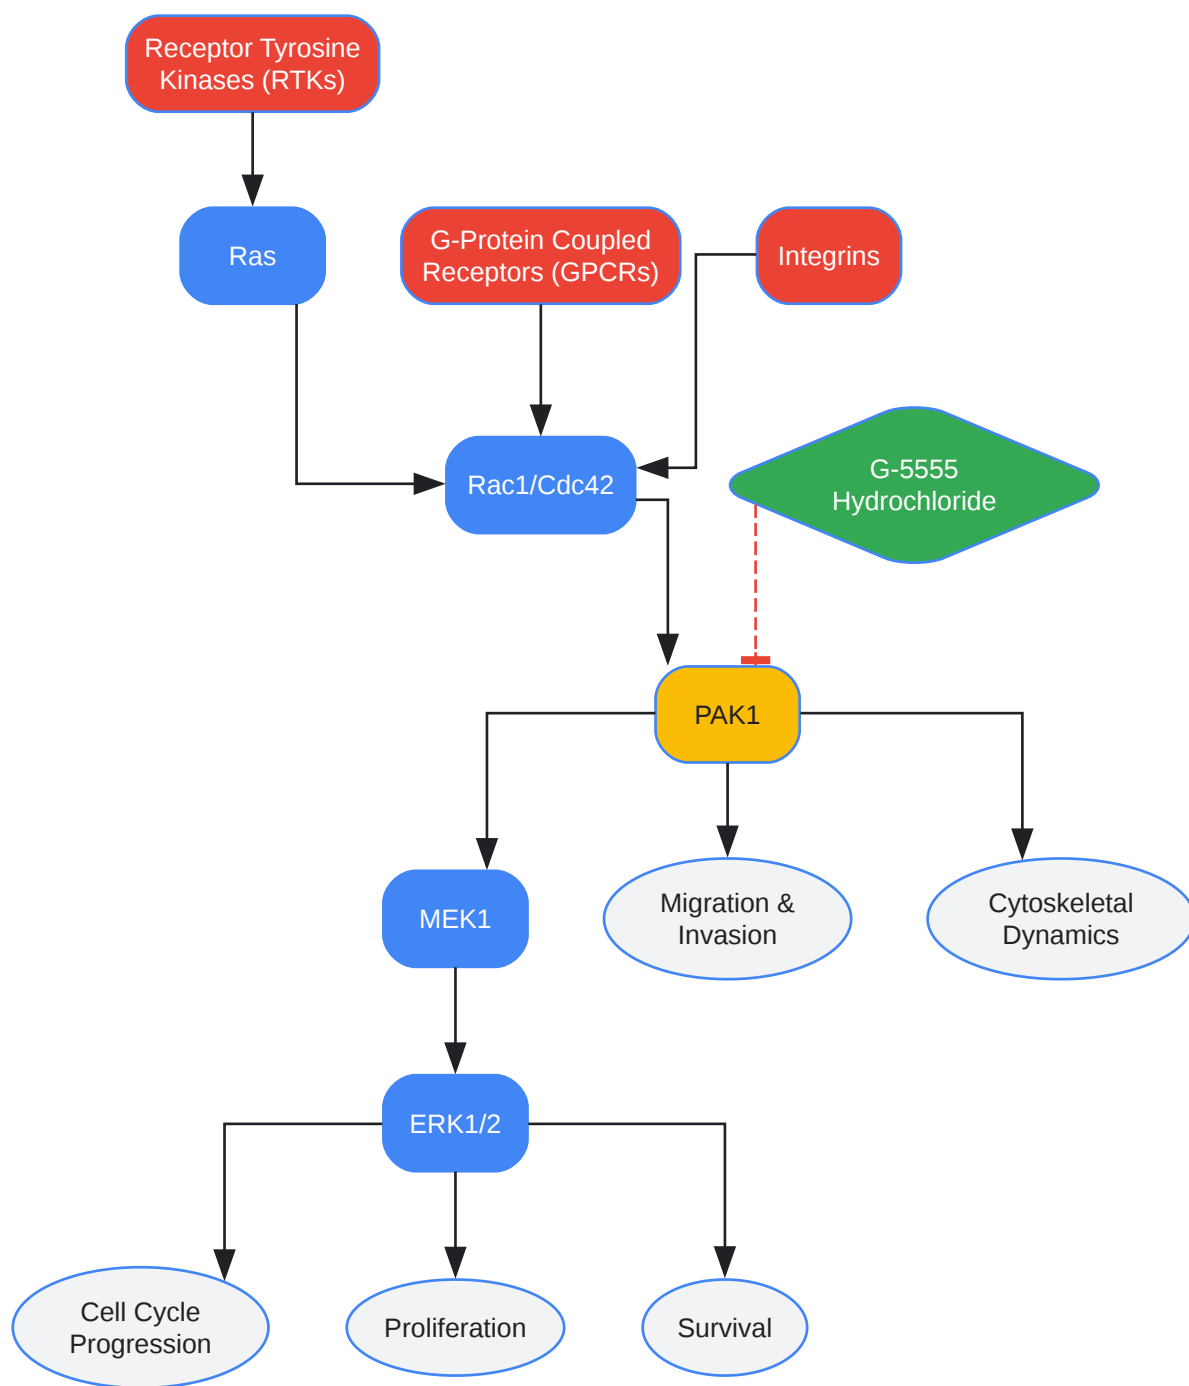 Receptor Tyrosine
Kinases (RTKs)
Ras
G-Protein Coupled
Receptors (GPCRs)
Integrins
Rac1/Cdc42
G-5555
Hydrochloride
PAK1
MEK1
Migration &
Invasion
Cytoskeletal
Dynamics
ERK1/2
Cell Cycle
Progression
Proliferation
Survival